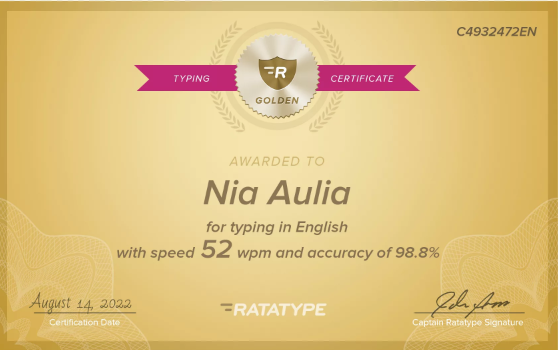 C4932472EN
TYPING
R
GOLDEN
CERTIFICATE
AWARDED TO
Nia Aulia
for typing in English
with speed 52 wpm and accuracy of 98.8%
August 14, 2022
Certification Date
RATATYPE
Captain Ratatype Signature